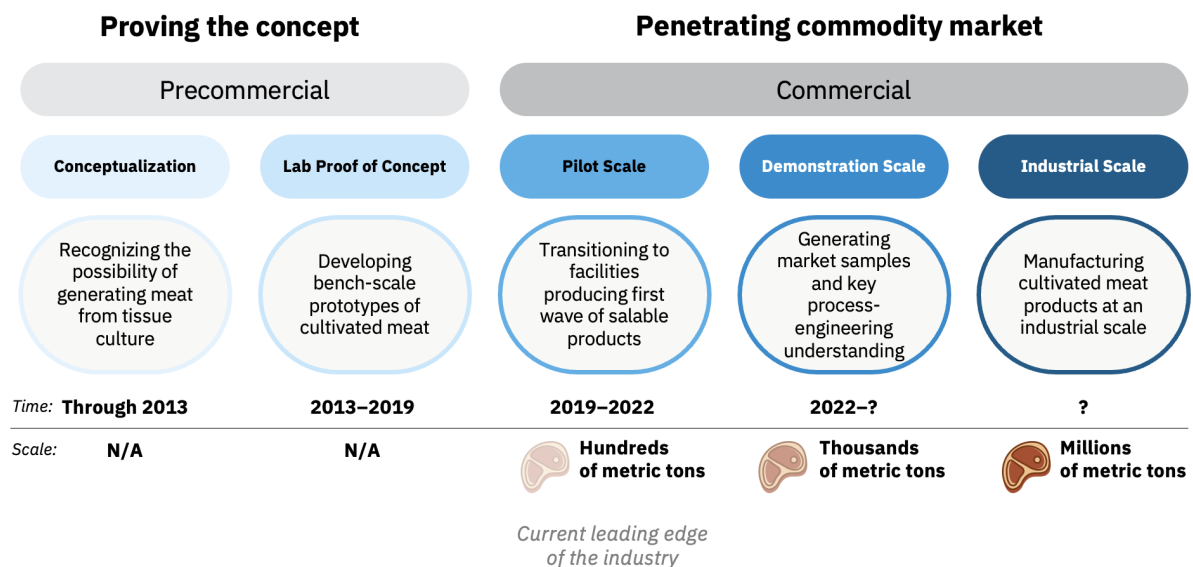 Proving the concept
Penetrating commodity market
Precommercial
Commercial
Conceptualization
Lab Proof of Concept
Pilot Scale
Demonstration Scale
Industrial Scale
Recognizing the
possibility of
generating meat
from tissue
culture
Developing
bench-scale
prototypes of
cultivated meat
Transitioning to
facilities
producing first
wave of salable
products
Generating
market samples
and key
process-
engineering
understanding
Manufacturing
cultivated meat
products at an
industrial scale
Time: Through 2013 2013–2019 2019–2022 2022–? ?
Scale: N/A N/A
Hundreds
of metric tons
Thousands
of metric tons
Millions
of metric tons
Current leading edge
of the industry